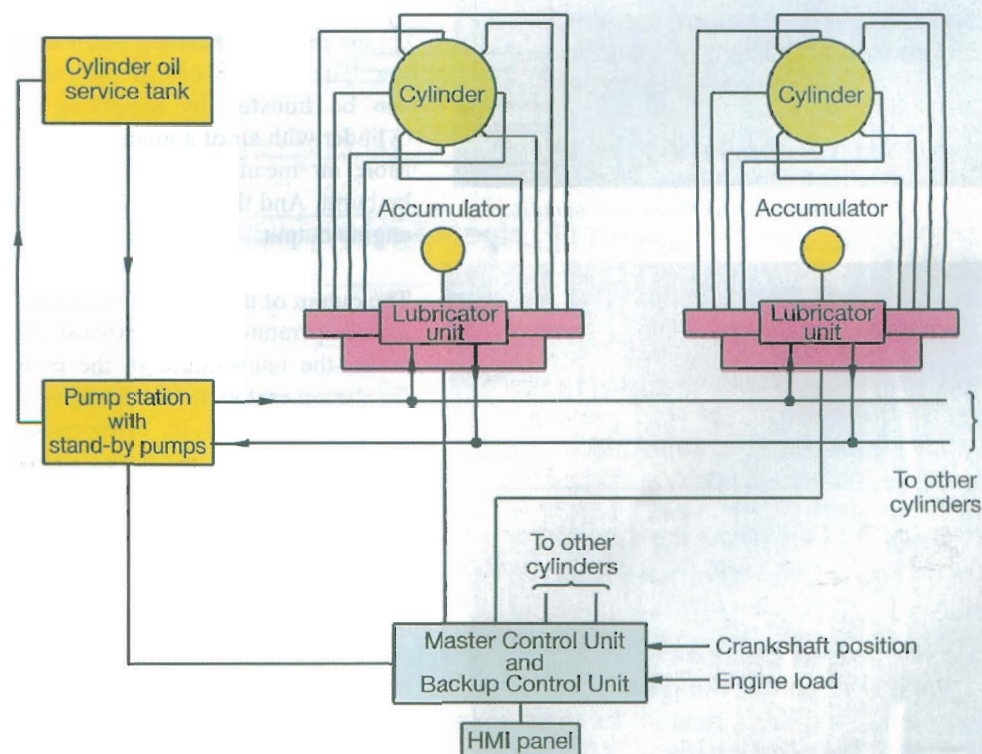 Cylinder oil
service tank
Cylinder
Cylinder
Accumulator
Accumulator
Lubricator
unit
Lubricator
unit
Pump station
with
stand-by pumps
To other
cylinders
To other
cylinders
Master Control Unit
and
Backup Control Unit
Crankshaft position
Engine load
HMI panel